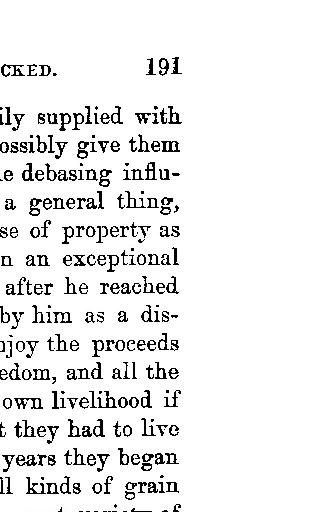 CKED. 191
ily supplied with
ossibly give them
e debasing influ-
a general thing,
se of property as
n an exceptional
after he reached
by him as a dis-
njoy the proceeds
edom, and all the
own livelihood if
t they had to live
years they began
ll kinds of grain
of